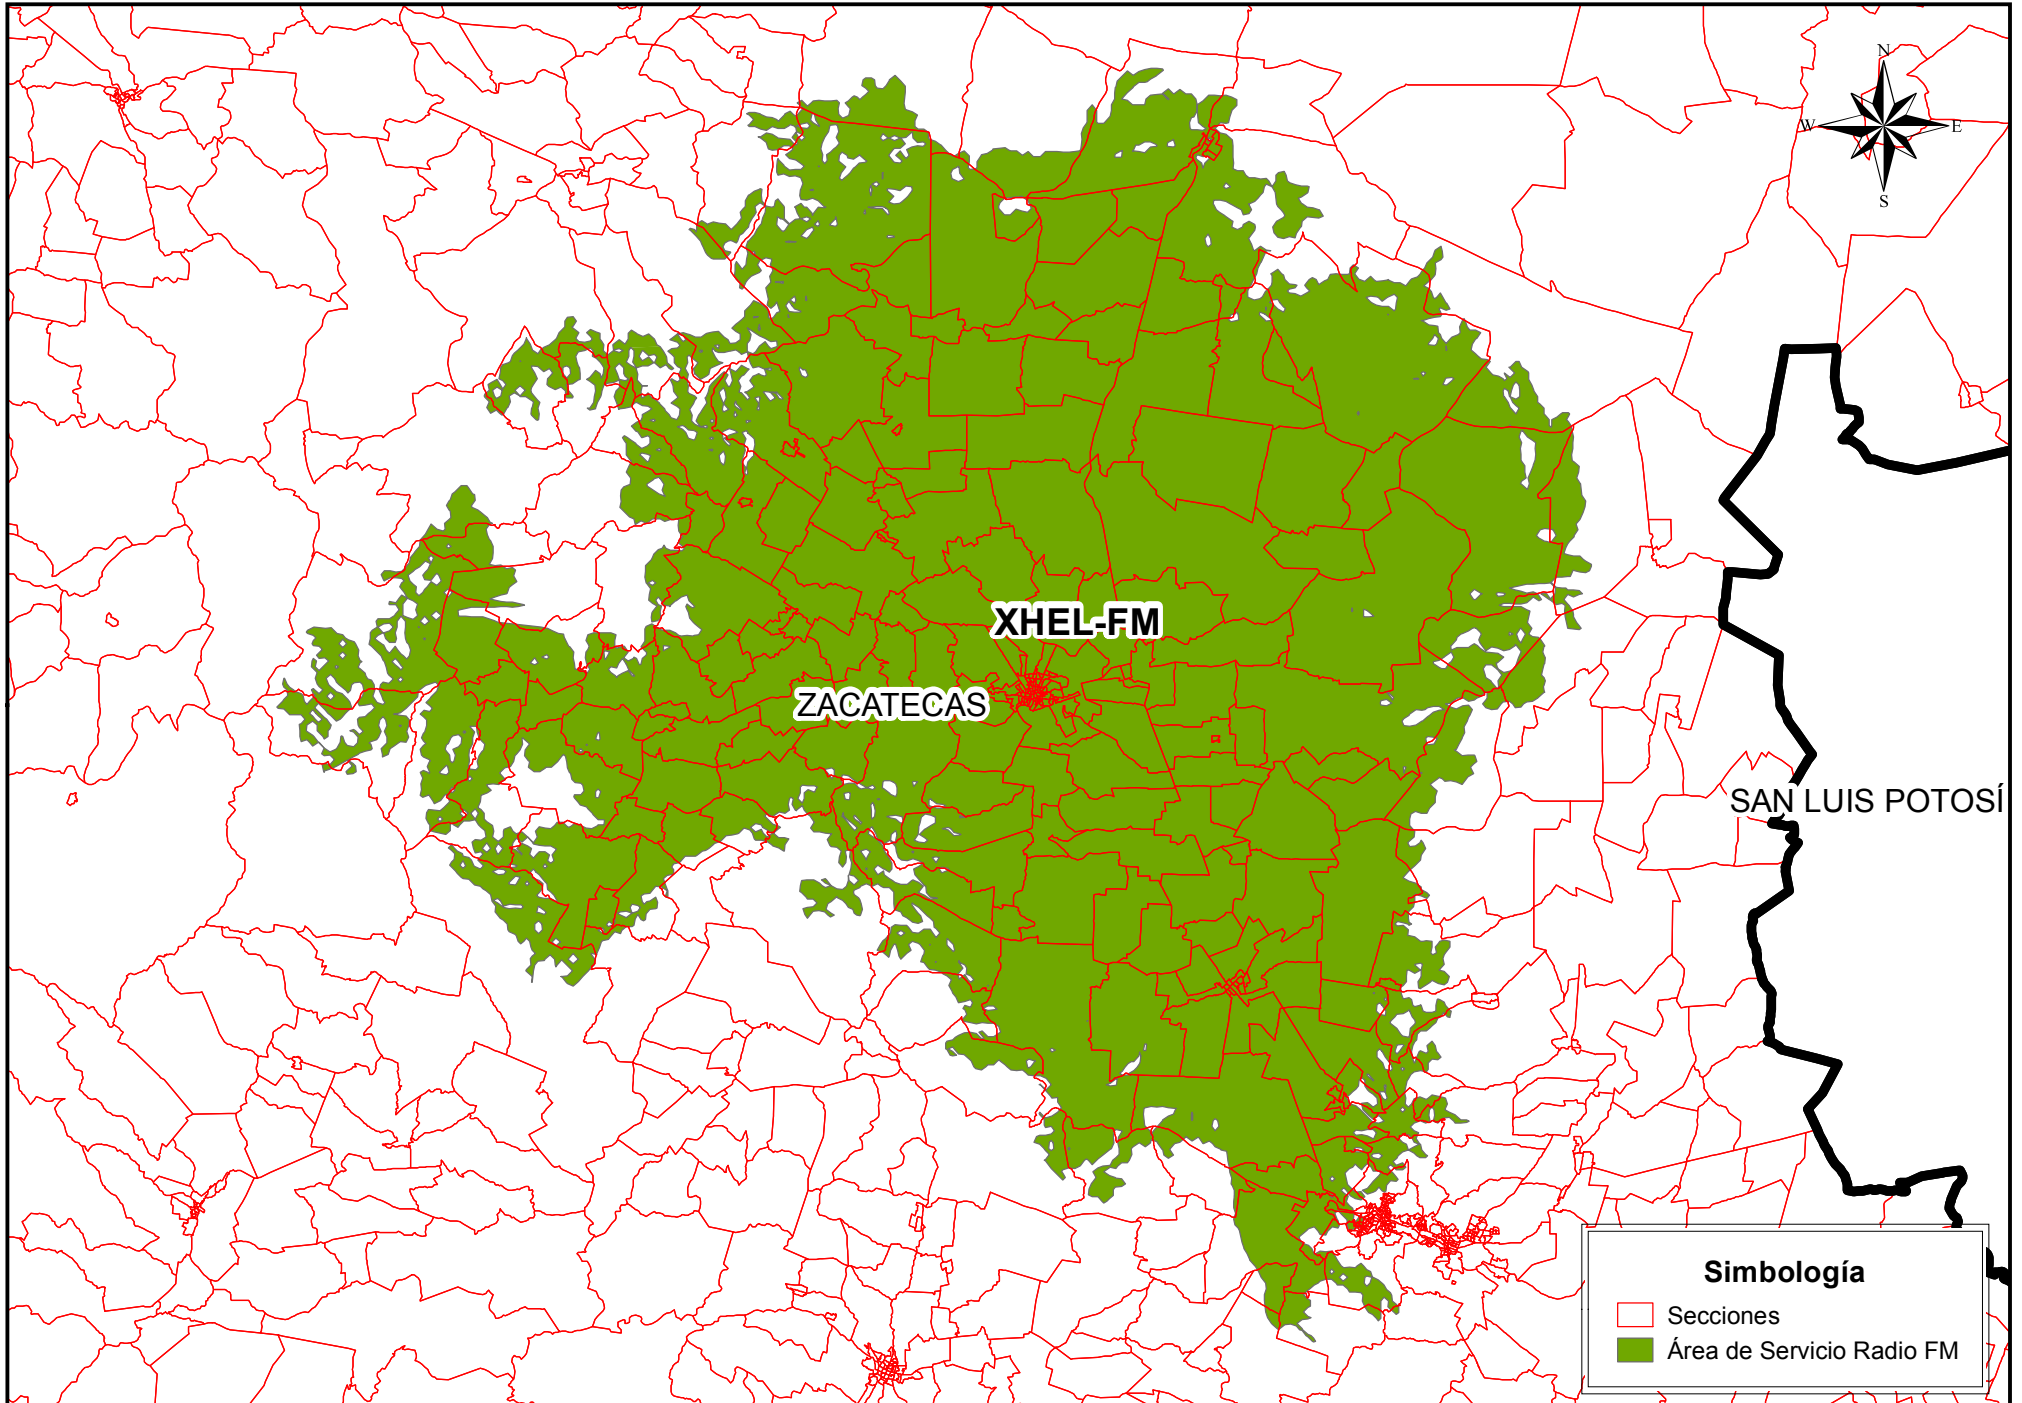 N
W E
S
XHEL-FM
ZACATECAS
SAN LUIS POTOSÍ
Simbología
Secciones
Área de Servicio Radio FM